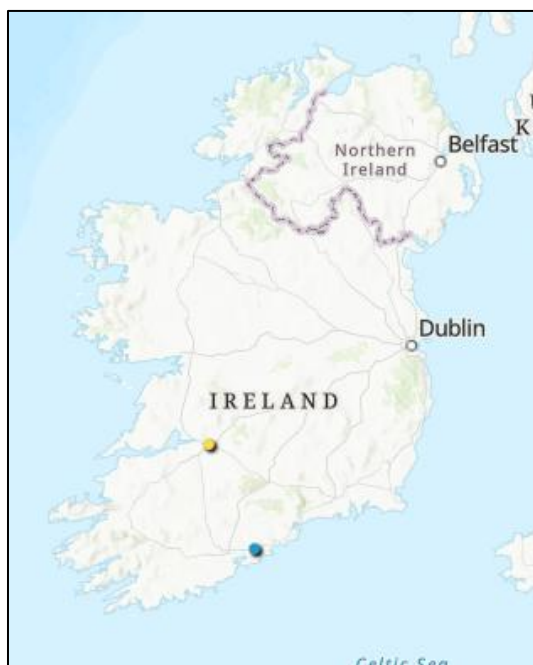 U
K
Northern
Ireland
Belfast
Dublin
IRELAND
Celtic Sea